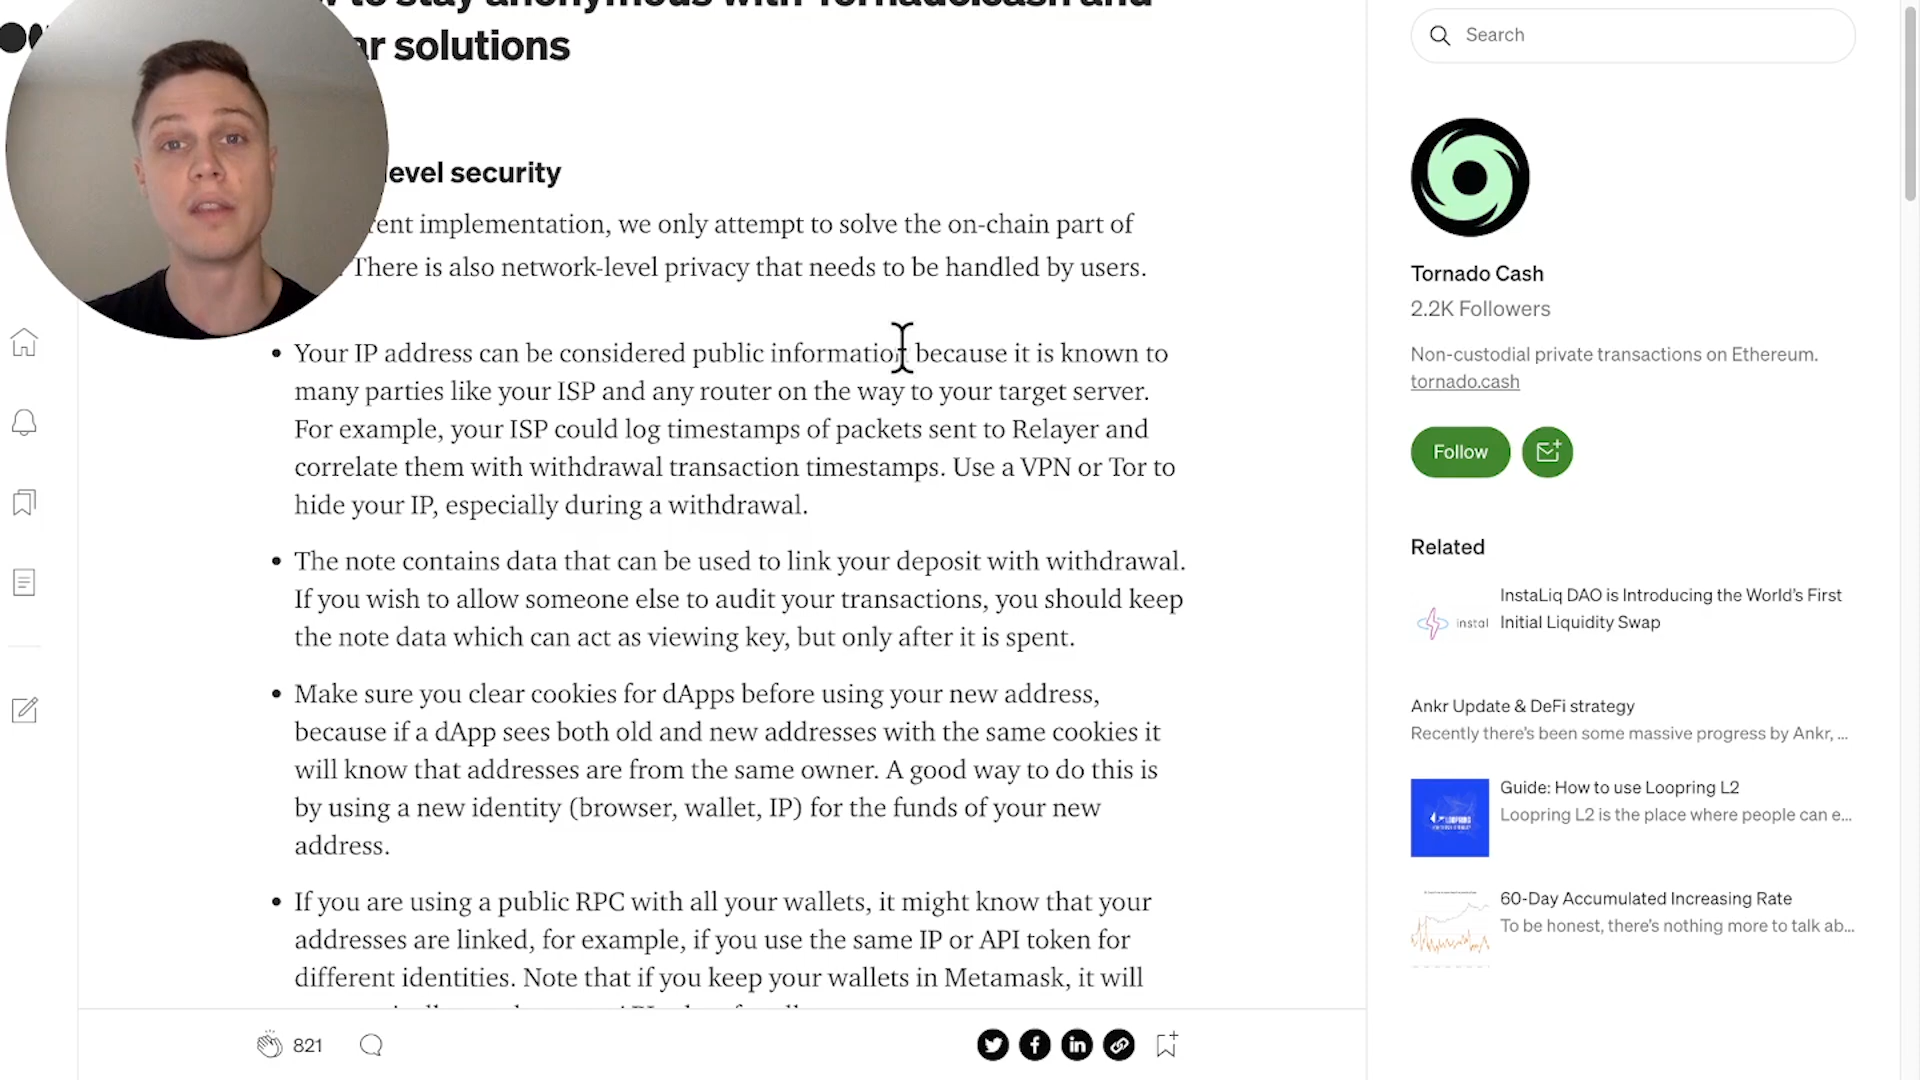 to stay anonymous with Tornado.cash and
ar solutions
level security
rent implementation, we only attempt to solve the on-chain part of
There is also network-level privacy that needs to be handled by users.
• Your IP address can be considered public information because it is known to
many parties like your ISP and any router on the way to your target server.
For example, your ISP could log timestamps of packets sent to Relayer and
correlate them with withdrawal transaction timestamps. Use a VPN or Tor to
hide your IP, especially during a withdrawal.
• The note contains data that can be used to link your deposit with withdrawal.
If you wish to allow someone else to audit your transactions, you should keep
the note data which can act as viewing key, but only after it is spent.
• Make sure you clear cookies for dApps before using your new address,
because if a dApp sees both old and new addresses with the same cookies it
will know that addresses are from the same owner. A good way to do this is
by using a new identity (browser, wallet, IP) for the funds of your new
address.
• If you are using a public RPC with all your wallets, it might know that your
addresses are linked, for example, if you use the same IP or API token for
different identities. Note that if you keep your wallets in Metamask, it will
821
Search
Tornado Cash
2.2K Followers
Non-custodial private transactions on Ethereum.
tornado.cash
Follow
Related
InstaLiq DAO is Introducing the World's First
Initial Liquidity Swap
instal
Ankr Update & DeFi strategy
Recently there's been some massive progress by Ankr, ...
Guide: How to use Loopring L2
Loopring L2 is the place where people can e...
LOOPRING
60-Day Accumulated Increasing Rate
To be honest, there's nothing more to talk ab...